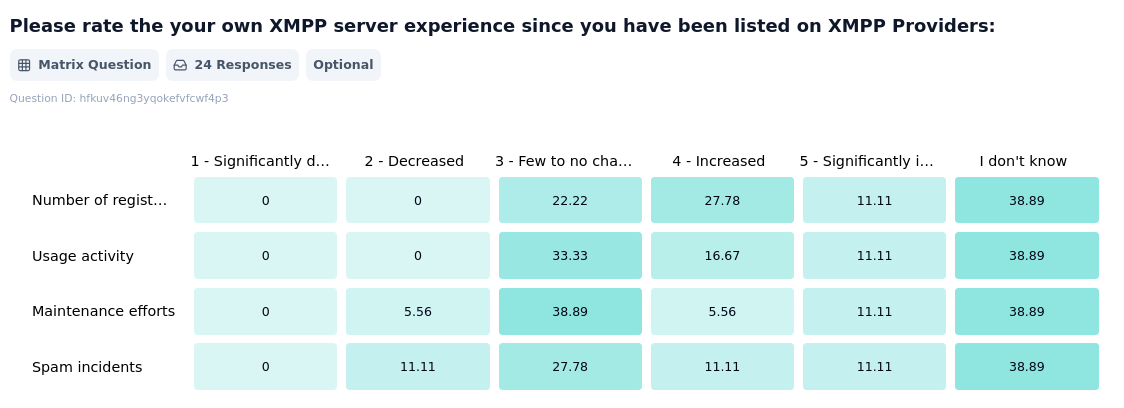 Please rate the your own XMPP server experience since you have been listed on XMPP Providers:
Matrix Question 24 Responses Optional
Question ID: hfkuv46ng3yqokefvfcwf4p3
1 - Significantly d… 2 - Decreased 3 - Few to no cha… 4 - Increased 5 - Significantly i… I don't know
Number of regist… 0 0 22.22 27.78 11.11 38.89
Usage activity 0 0 33.33 16.67 11.11 38.89
Maintenance efforts 0 5.56 38.89 5.56 11.11 38.89
Spam incidents 0 11.11 27.78 11.11 11.11 38.89